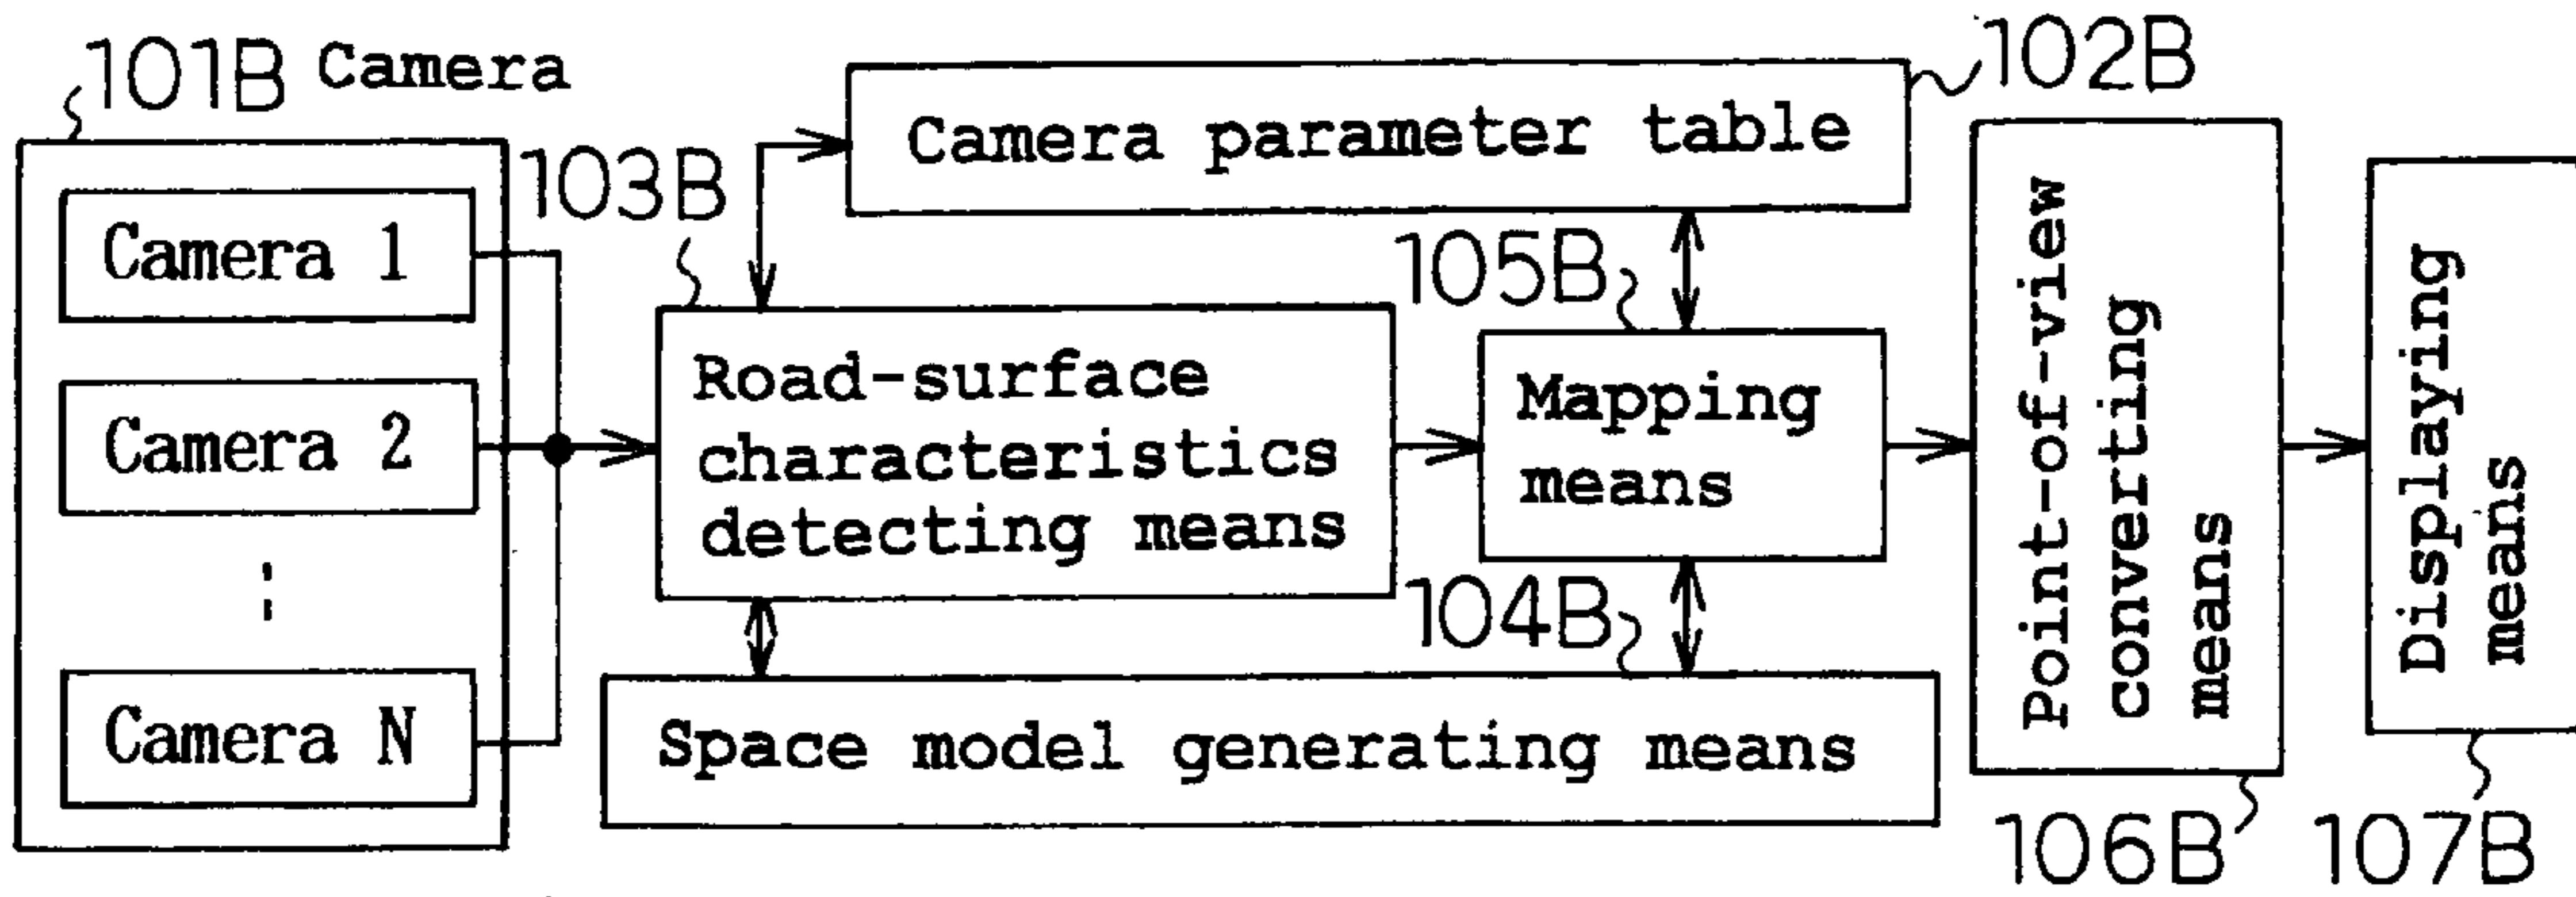 101B Camera
Camera 1
Camera 2
Camera N
102B
Camera parameter table
103B
Road-surface
characteristics
detecting means
105B
Mapping
means
104B
Space model generating means
Point-of-view
converting
means
106B
Displaying
means
107B